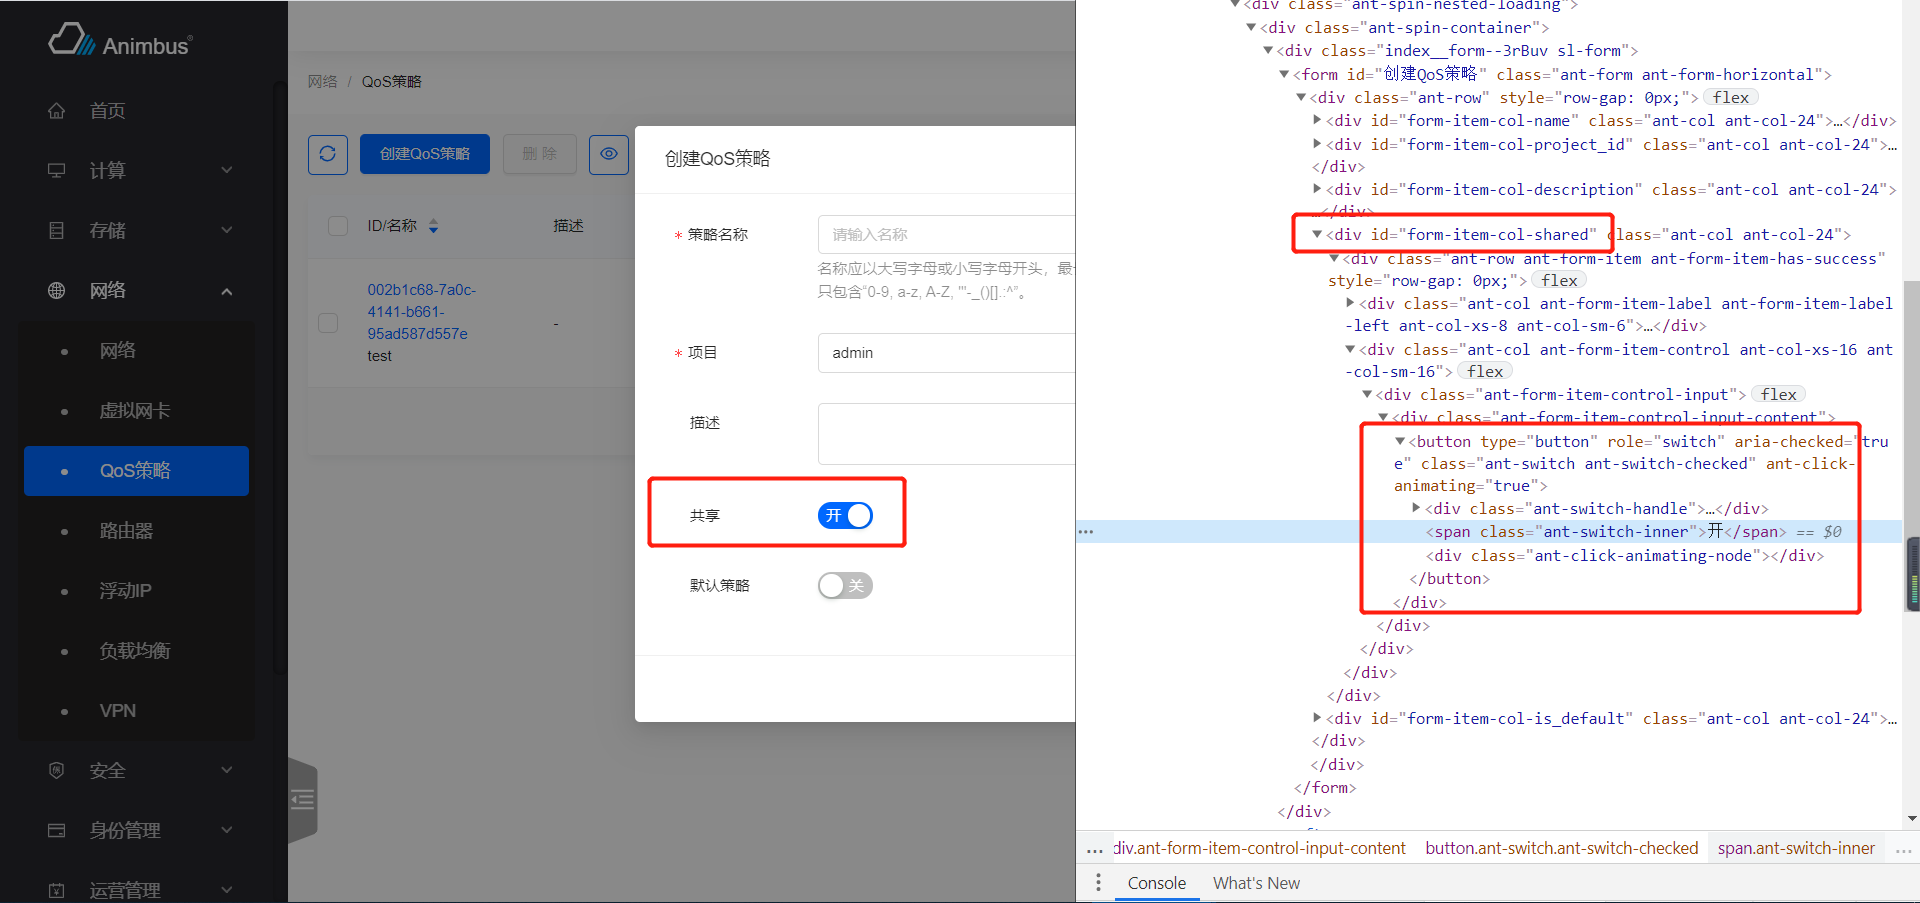 Animbus®
首页
计算
存储
网络
网络
虚拟网卡
QoS策略
路由器
浮动IP
负载均衡
VPN
安全
身份管理
运营管理
网络 / QoS策略
创建QoS策略
删 除
ID/名称
描述
002b1c68-7a0c-
4141-b661-
95ad587d557e
test
-
创建QoS策略
* 策略名称
请输入名称
名称应以大写字母或小写字母开头，最
只包含“0-9, a-z, A-Z, "'-_()[].:^”。
* 项目
admin
描述
共享
开
默认策略
关
<div class="ant-spin-nested-loading">
<div class="ant-spin-container">
<div class="index__form--3rBuv sl-form">
<form id="创建QoS策略" class="ant-form ant-form-horizontal">
<div class="ant-row" style="row-gap: 0px;"> flex
<div id="form-item-col-name" class="ant-col ant-col-24">…</div>
<div id="form-item-col-project_id" class="ant-col ant-col-24">…
</div>
<div id="form-item-col-description" class="ant-col ant-col-24">
…</div>
<div id="form-item-col-shared" class="ant-col ant-col-24">
<div class="ant-row ant-form-item ant-form-item-has-success"
style="row-gap: 0px;"> flex
<div class="ant-col ant-form-item-label ant-form-item-label
-left ant-col-xs-8 ant-col-sm-6">…</div>
<div class="ant-col ant-form-item-control ant-col-xs-16 ant
-col-sm-16"> flex
<div class="ant-form-item-control-input"> flex
<div class="ant-form-item-control-input-content">
<button type="button" role="switch" aria-checked="tru
e" class="ant-switch ant-switch-checked" ant-click-
animating="true">
<div class="ant-switch-handle">…</div>
<span class="ant-switch-inner">开</span> == $0
<div class="ant-click-animating-node"></div>
</button>
</div>
</div>
</div>
</div>
</div>
<div id="form-item-col-is_default" class="ant-col ant-col-24">…
</div>
</div>
</form>
</div>
... div.ant-form-item-control-input-content button.ant-switch.ant-switch-checked span.ant-switch-inner ...
Console What's New